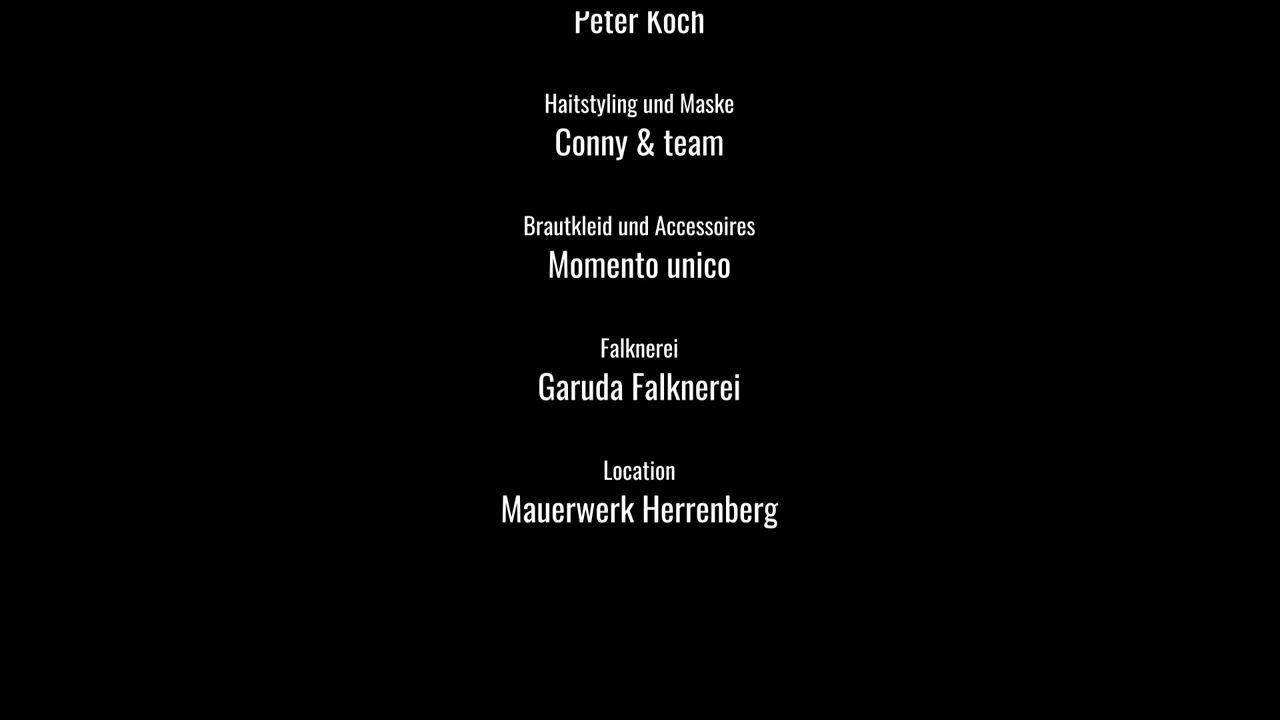 Peter Koch
Haitstyling und Maske
Conny & team
Brautkleid und Accessoires
Momento unico
Falknerei
Garuda Falknerei
Location
Mauerwerk Herrenberg